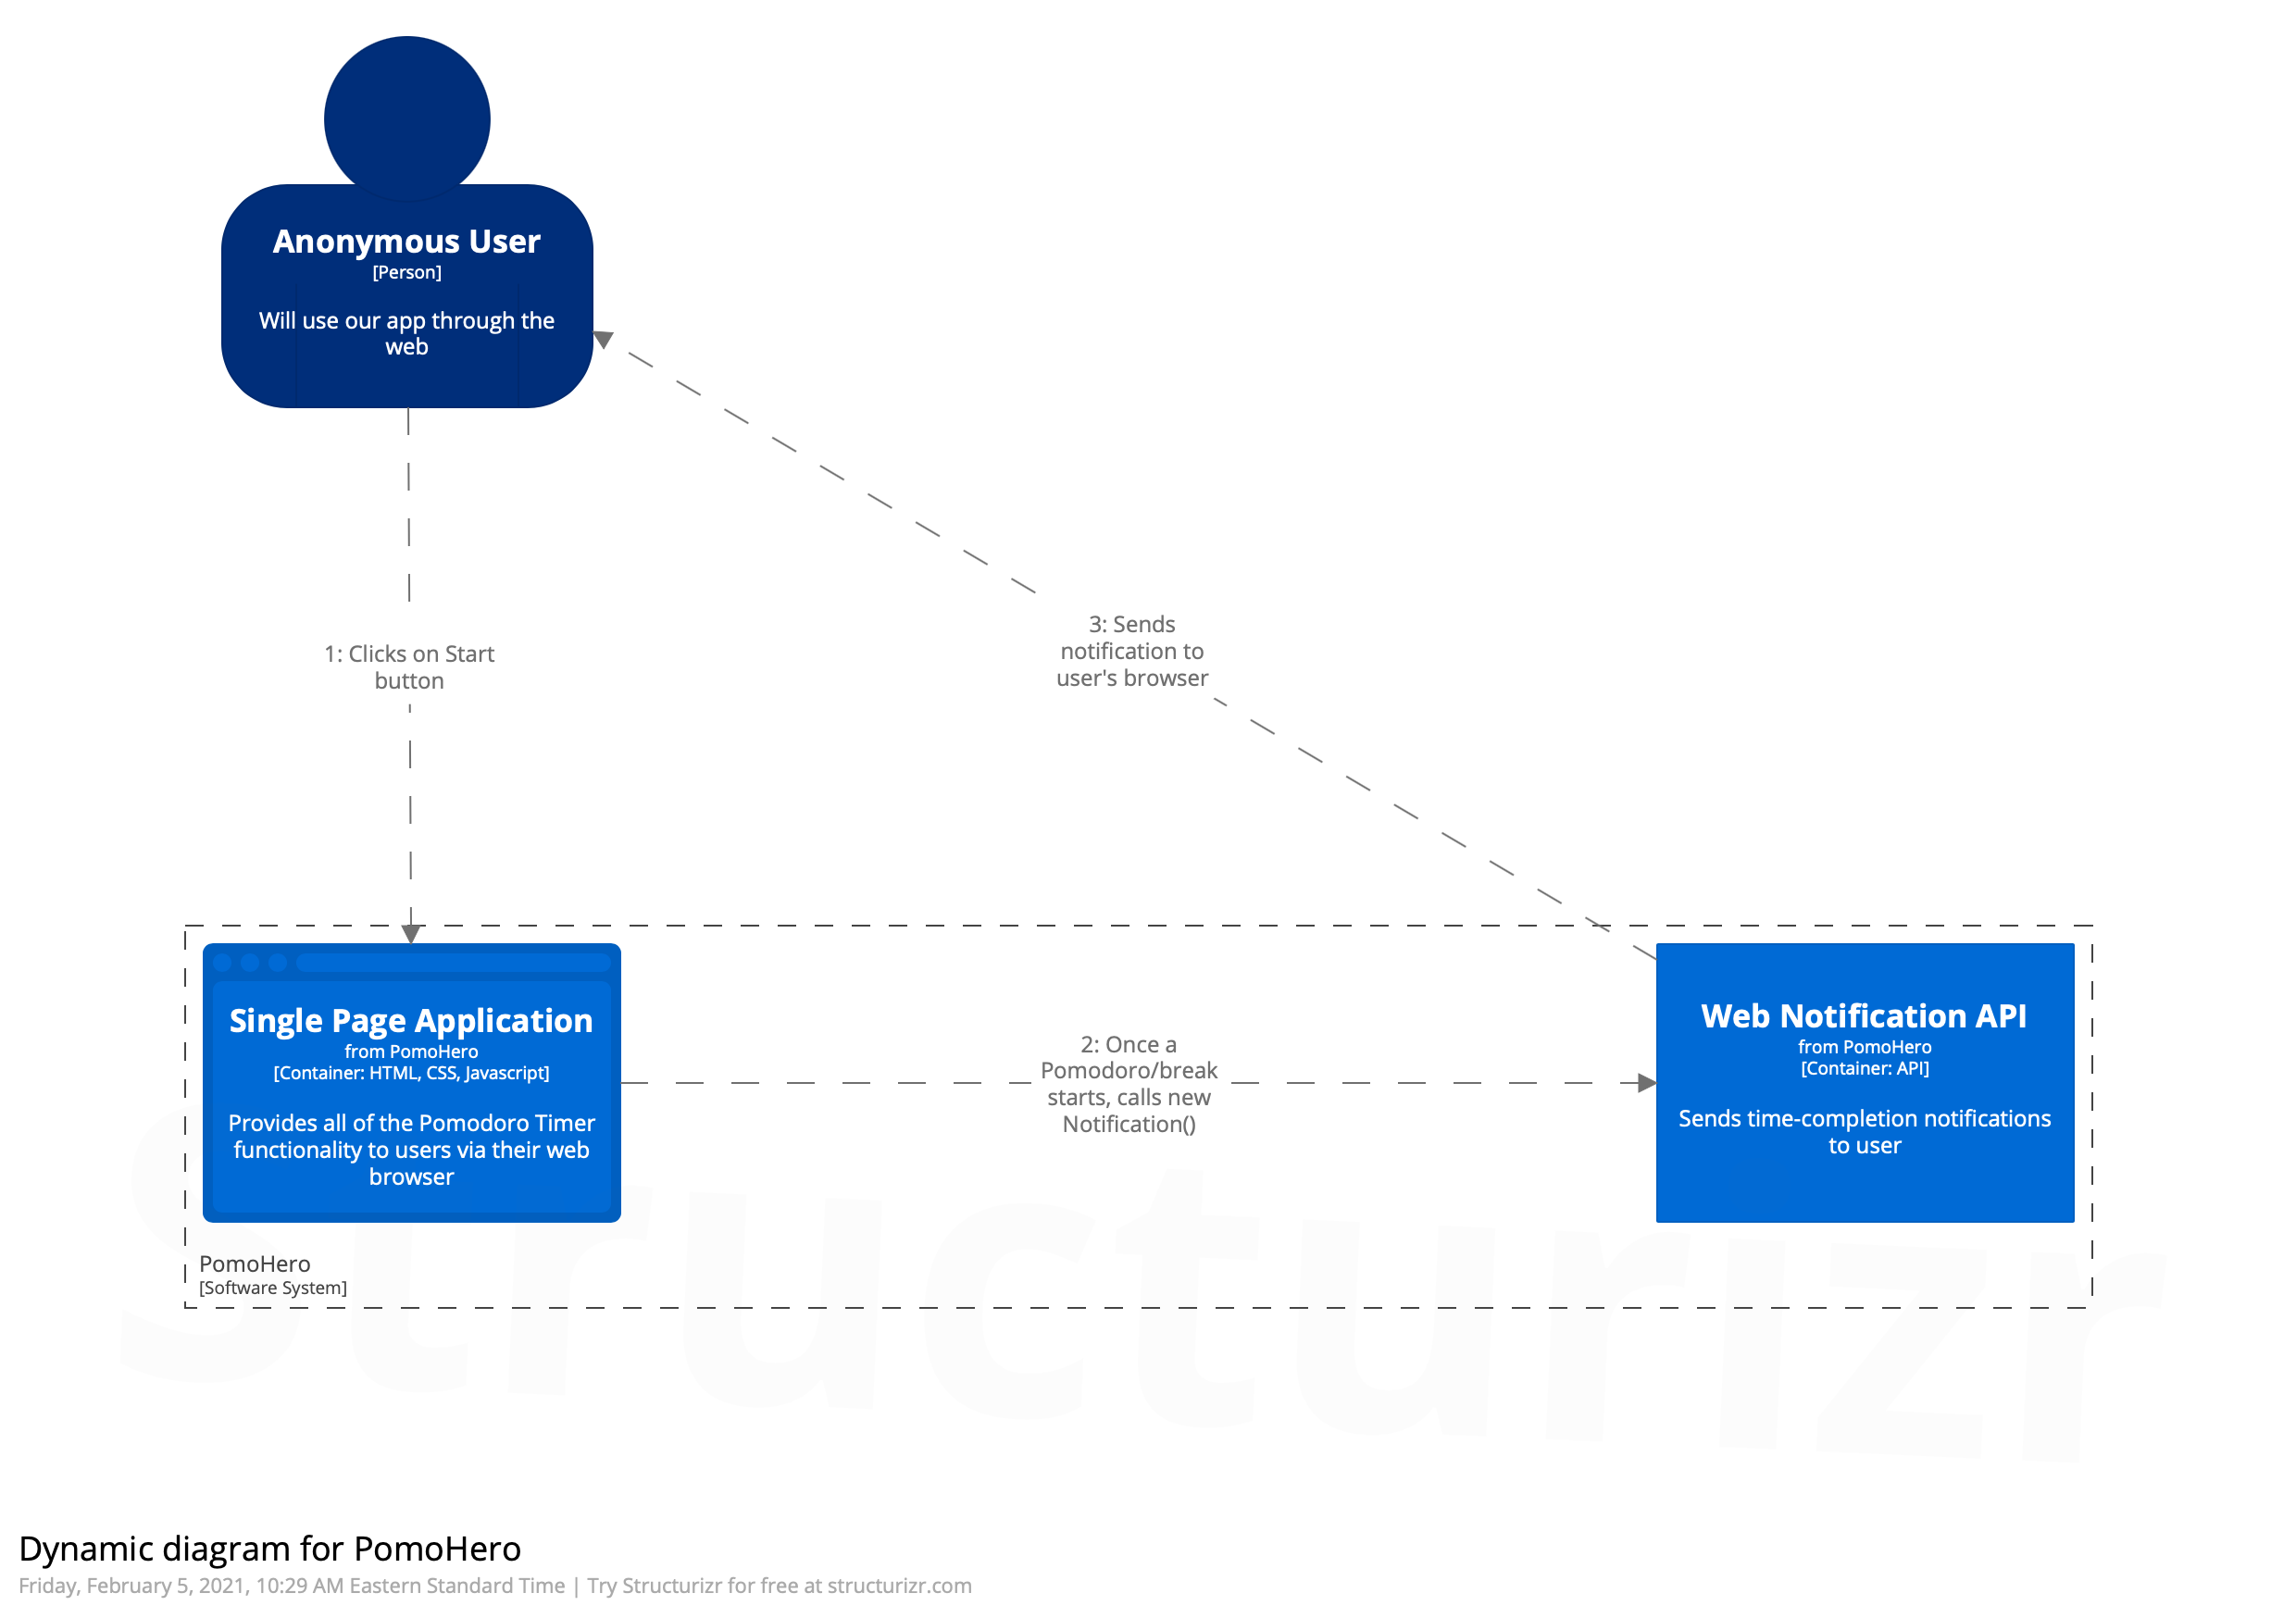 Anonymous User
[Person]
Will use our app through the
web
1: Clicks on Start
button
3: Sends
notification to
user's browser
Single Page Application
from PomoHero
[Container: HTML, CSS, Javascript]
Provides all of the Pomodoro Timer
functionality to users via their web
browser
2: Once a
Pomodoro/break
starts, calls new
Notification()
Web Notification API
from PomoHero
[Container: API]
Sends time-completion notifications
to user
PomoHero
[Software System]
Structurizr
Dynamic diagram for PomoHero
Friday, February 5, 2021, 10:29 AM Eastern Standard Time | Try Structurizr for free at structurizr.com